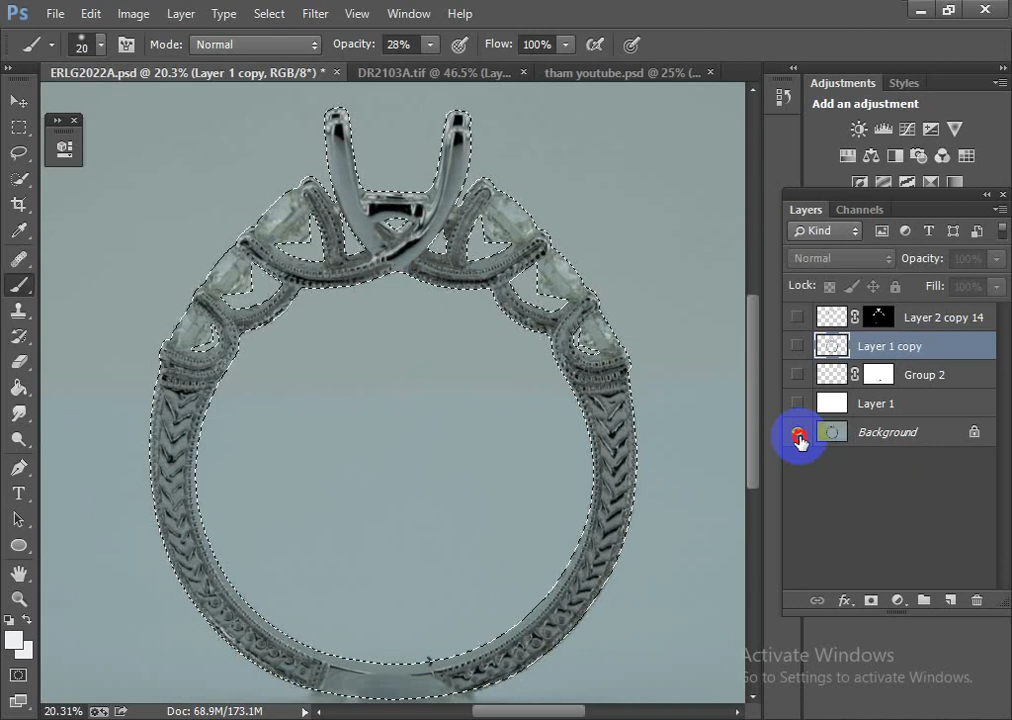 Ps File Edit Image Layer Type Select Filter View Window Help
20 Mode: Normal Opacity: 28% Flow: 100%
ERLG2022A.psd @ 20.3% (Layer 1 copy, RGB/8*) * × DR2103A.tif @ 46.5% (Lay... × tham youtube.psd @ 25% (... ×
Adjustments Styles
Add an adjustment
Layers Channels
Kind
Normal Opacity: 100%
Lock: Fill: 100%
Layer 2 copy 14
Layer 1 copy
Group 2
Layer 1
Background
fx
T
Activate Windows
Go to Settings to activate Windows.
20.31% Doc: 68.9M/173.1M